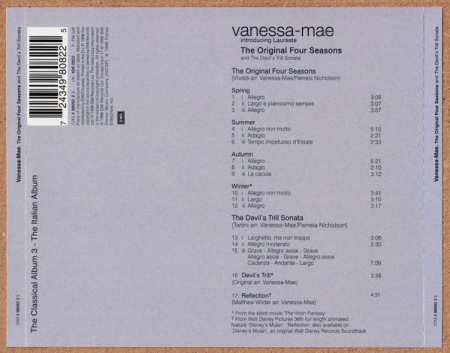 vanessa-mae
introducing Laureate
The Original Four Seasons
and The Devil's Trill Sonata
The Original Four Seasons
(Vivaldi arr. Vanessa-Mae/Pamela Nicholson)
Spring
1 i Allegro 3:09
2 ii Largo e pianissimo sempre 3:07
3 iii Allegro 3:57
Summer
4 i Allegro non molto 5:15
5 ii Adagio 2:21
6 iii Tempo impetuoso d'Estate 2:33
Autumn
7 i Allegro 5:21
8 ii Adagio 2:10
9 iii La caccia 3:12
Winter*
10 i Allegro non molto 3:41
11 ii Largo 3:10
12 iii Allegro 3:17
The Devil's Trill Sonata
(Tartini arr. Vanessa-Mae/Pamela Nicholson)
13 i Larghetto, ma non troppo 3:06
14 ii Allegro moderato 2:30
15 iii Grave - Allegro assai - Grave
Allegro assai - Grave - Allegro assai
Cadenza - Andante - Largo 7:09
16 Devil's Trill* 3:38
(Original arr. Vanessa-Mae)
17 Reflection† 4:31
(Matthew Wilder arr. Vanessa-Mae)
* From the silent movie 'The Violin Fantasy'
† From Walt Disney Pictures 36th full-length animated
feature 'Disney's Mulan'. 'Reflection' also available on
'Disney's Mulan', an original Walt Disney Records Soundtrack
The Classical Album 3 - The Italian Album
7 24349 80822 5
EMI
Vanessa-Mae. The Original Four Seasons and The Devil's Trill Sonata
Vanessa-Mae. The Original Four Seasons and The Devil's Trill Sonata